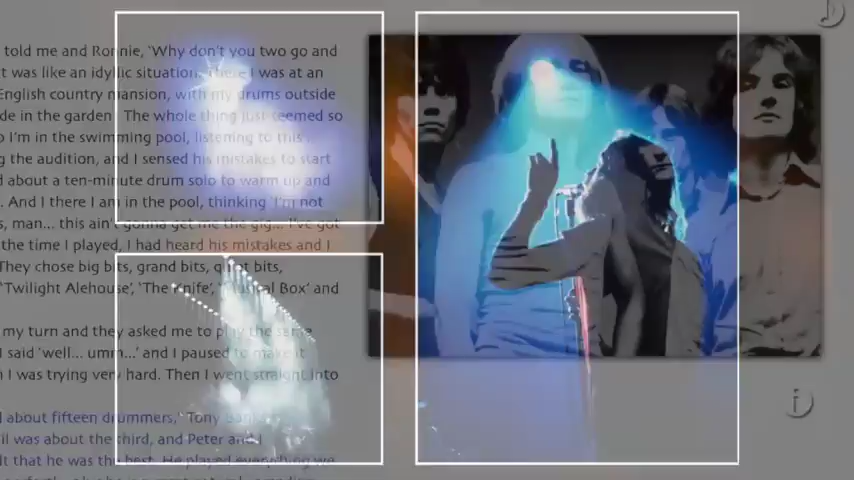 told me and Ronnie, 'Why don't you two go and
t was like an idyllic situation. There I was at an
English country mansion, with my drums outside
de in the garden. The whole thing just seemed so
o I'm in the swimming pool, listening to this
g the audition, and I sensed his mistakes to start
d about a ten-minute drum solo to warm up and
. And I there I am in the pool, thinking 'I'm not
s, man... this ain't gonna get me the gig... I've got
the time I played, I had heard his mistakes and I
They chose big bits, grand bits, quiet bits,
'Twilight Alehouse', 'The Knife', 'Musical Box' and
my turn and they asked me to play the same
I said 'well... umm...' and I paused to make it
n I was trying very hard. Then I went straight into
d about fifteen drummers,' Tony Banks
il was about the third, and Peter and I
lt that he was the best. He played everything we